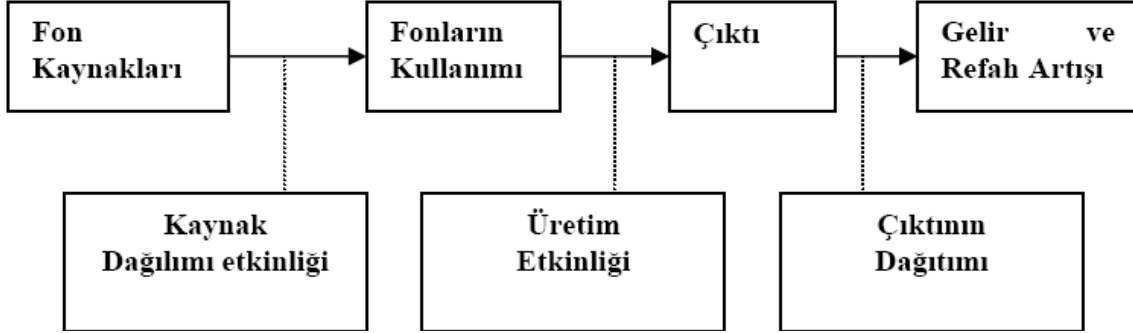 Fon
Kaynakları
Fonların
Kullanımı
Çıktı
Gelir ve
Refah Artışı
Kaynak
Dağılımı etkinliği
Üretim
Etkinliği
Çıktının
Dağıtımı